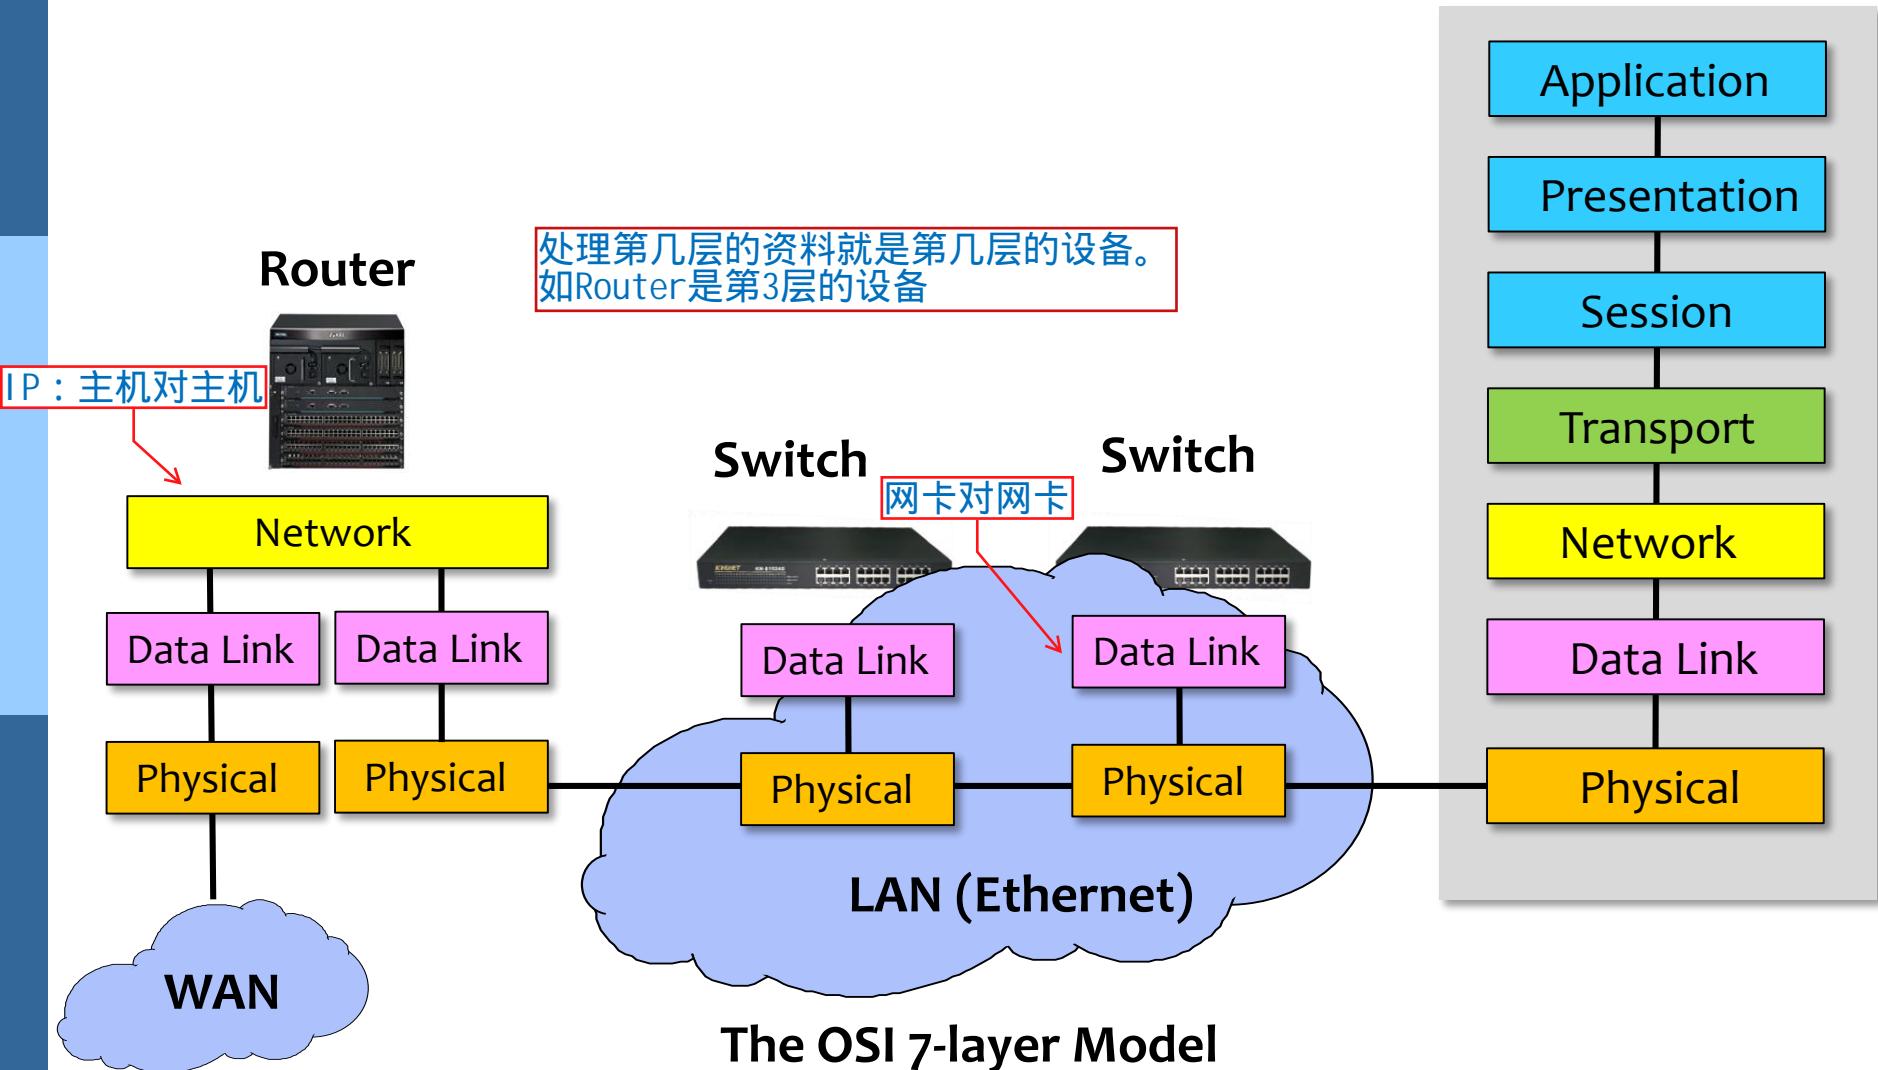 Application
Presentation
Session
Transport
Network
Data Link
Physical
处理第几层的资料就是第几层的设备。
如Router是第3层的设备
Router
IP：主机对主机
Network
Data Link
Data Link
Physical
Physical
WAN
Switch
Switch
网卡对网卡
Data Link
Data Link
Physical
Physical
LAN (Ethernet)
The OSI 7-layer Model